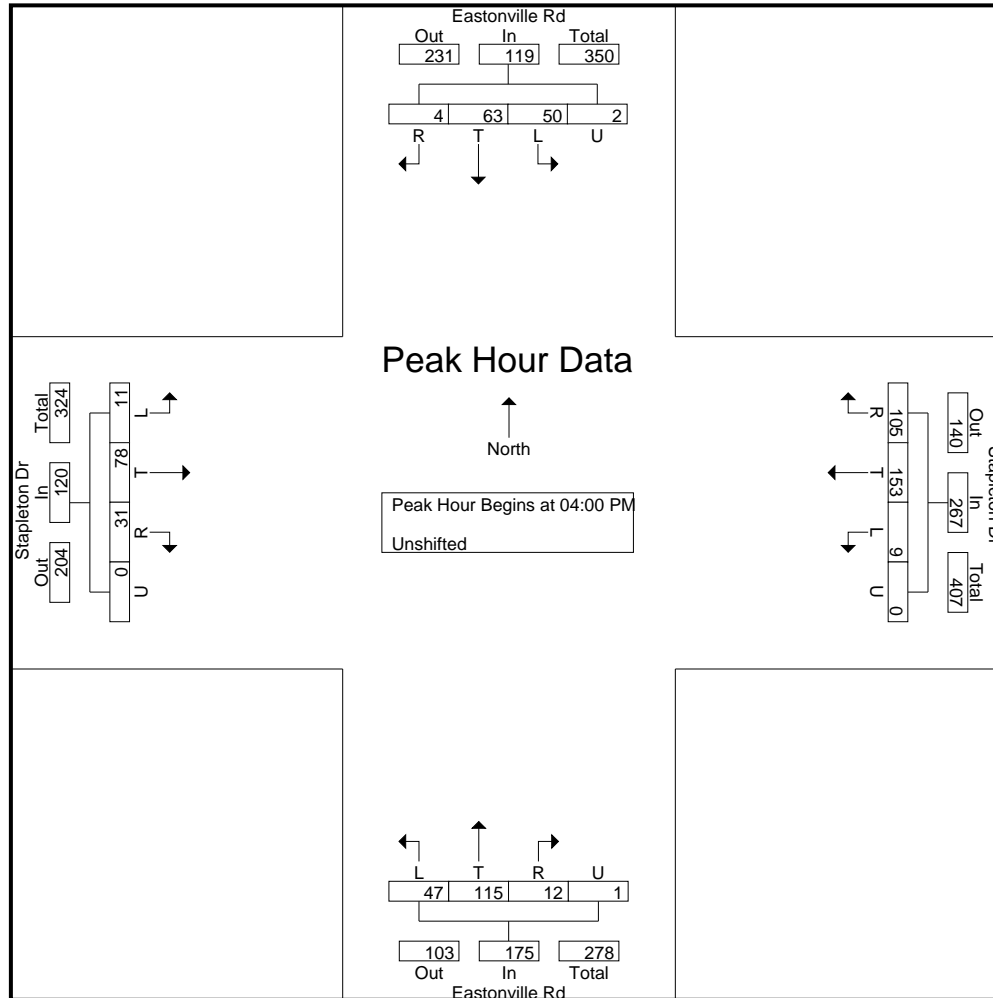 Eastonville Rd
Out In Total
231 119 350
4 63 50 2
R T L U
Peak Hour Data
North
Peak Hour Begins at 04:00 PM
Unshifted
Stapleton Dr
Total In Out
324 120 204
11 78 31 0
L T R U
R T L U
105 153 9 0
Out In Total
140 267 407
Stapleton Dr
L T R U
47 115 12 1
103 175 278
Out In Total
Eastonville Rd